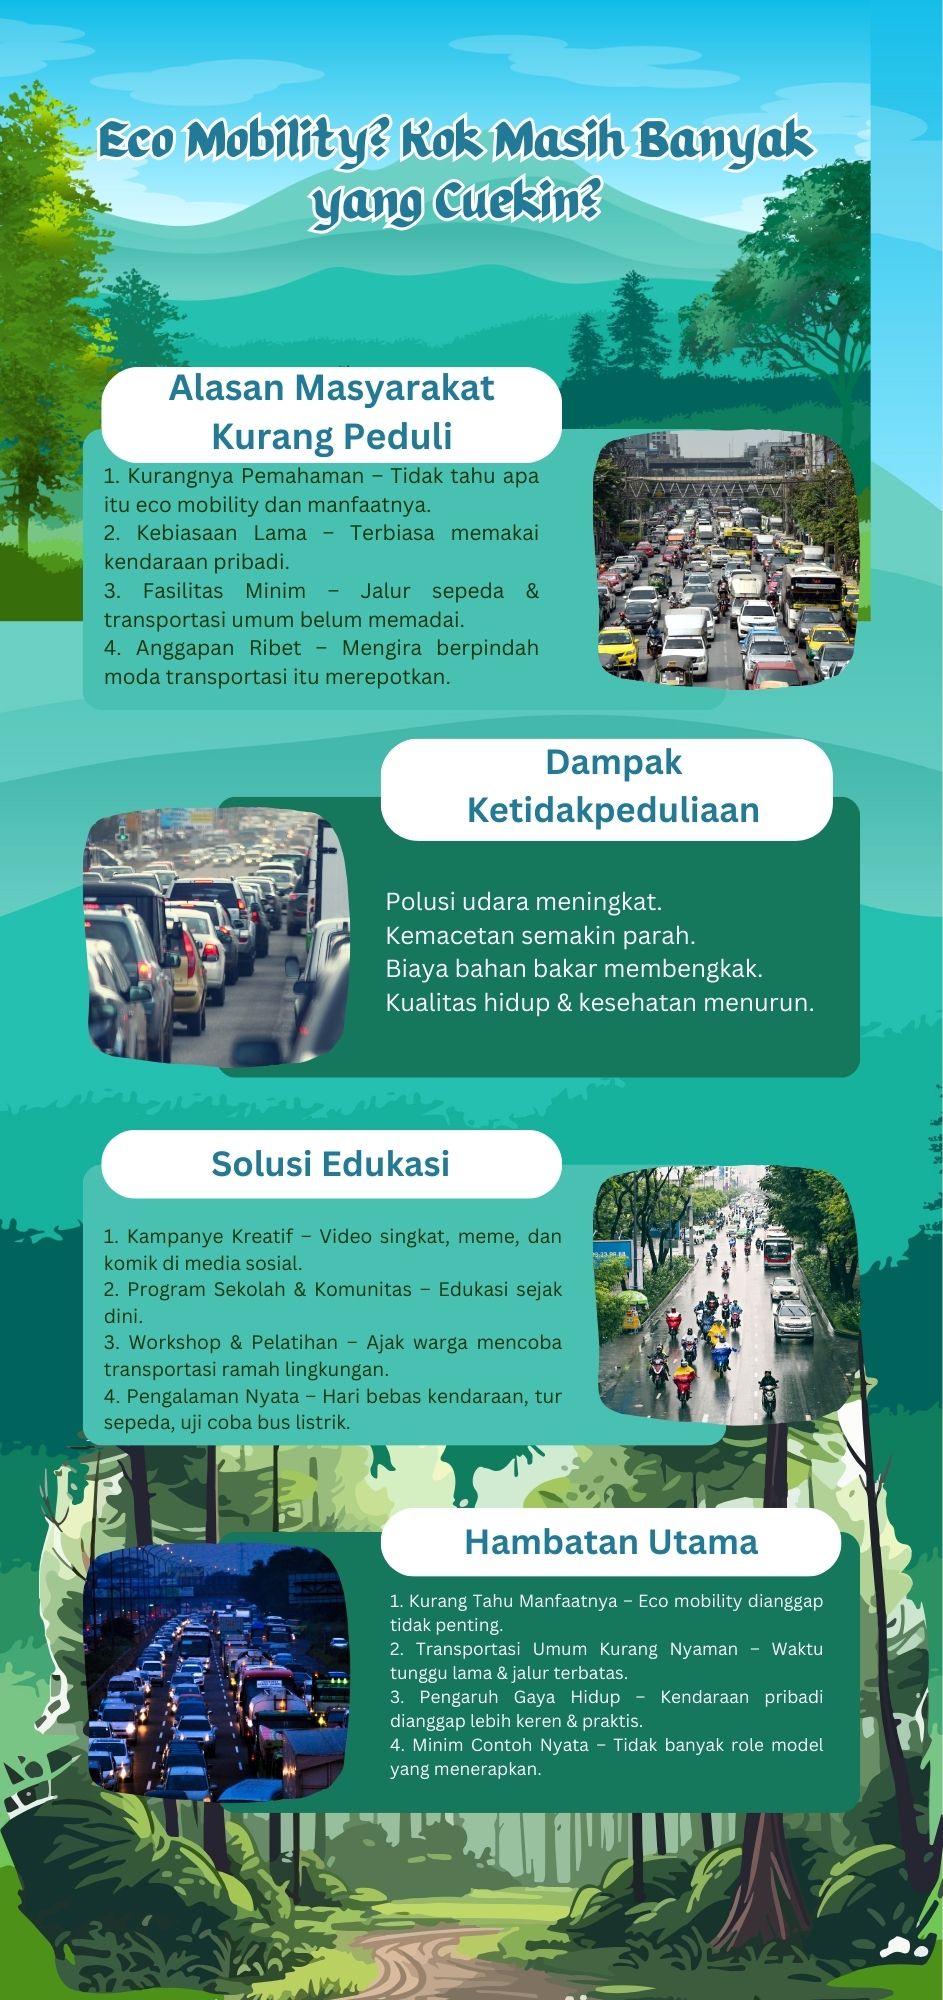 Eco Mobility? Kok Masih Banyak
yang Cuekin?
Alasan Masyarakat
Kurang Peduli
1. Kurangnya Pemahaman – Tidak tahu apa
itu eco mobility dan manfaatnya.
2. Kebiasaan Lama – Terbiasa memakai
kendaraan pribadi.
3. Fasilitas Minim – Jalur sepeda &
transportasi umum belum memadai.
4. Anggapan Ribet – Mengira berpindah
moda transportasi itu merepotkan.
Dampak
Ketidakpeduliaan
Polusi udara meningkat.
Kemacetan semakin parah.
Biaya bahan bakar membengkak.
Kualitas hidup & kesehatan menurun.
Solusi Edukasi
1. Kampanye Kreatif – Video singkat, meme, dan
komik di media sosial.
2. Program Sekolah & Komunitas – Edukasi sejak
dini.
3. Workshop & Pelatihan – Ajak warga mencoba
transportasi ramah lingkungan.
4. Pengalaman Nyata – Hari bebas kendaraan, tur
sepeda, uji coba bus listrik.
Hambatan Utama
1. Kurang Tahu Manfaatnya – Eco mobility dianggap
tidak penting.
2. Transportasi Umum Kurang Nyaman – Waktu
tunggu lama & jalur terbatas.
3. Pengaruh Gaya Hidup – Kendaraan pribadi
dianggap lebih keren & praktis.
4. Minim Contoh Nyata – Tidak banyak role model
yang menerapkan.